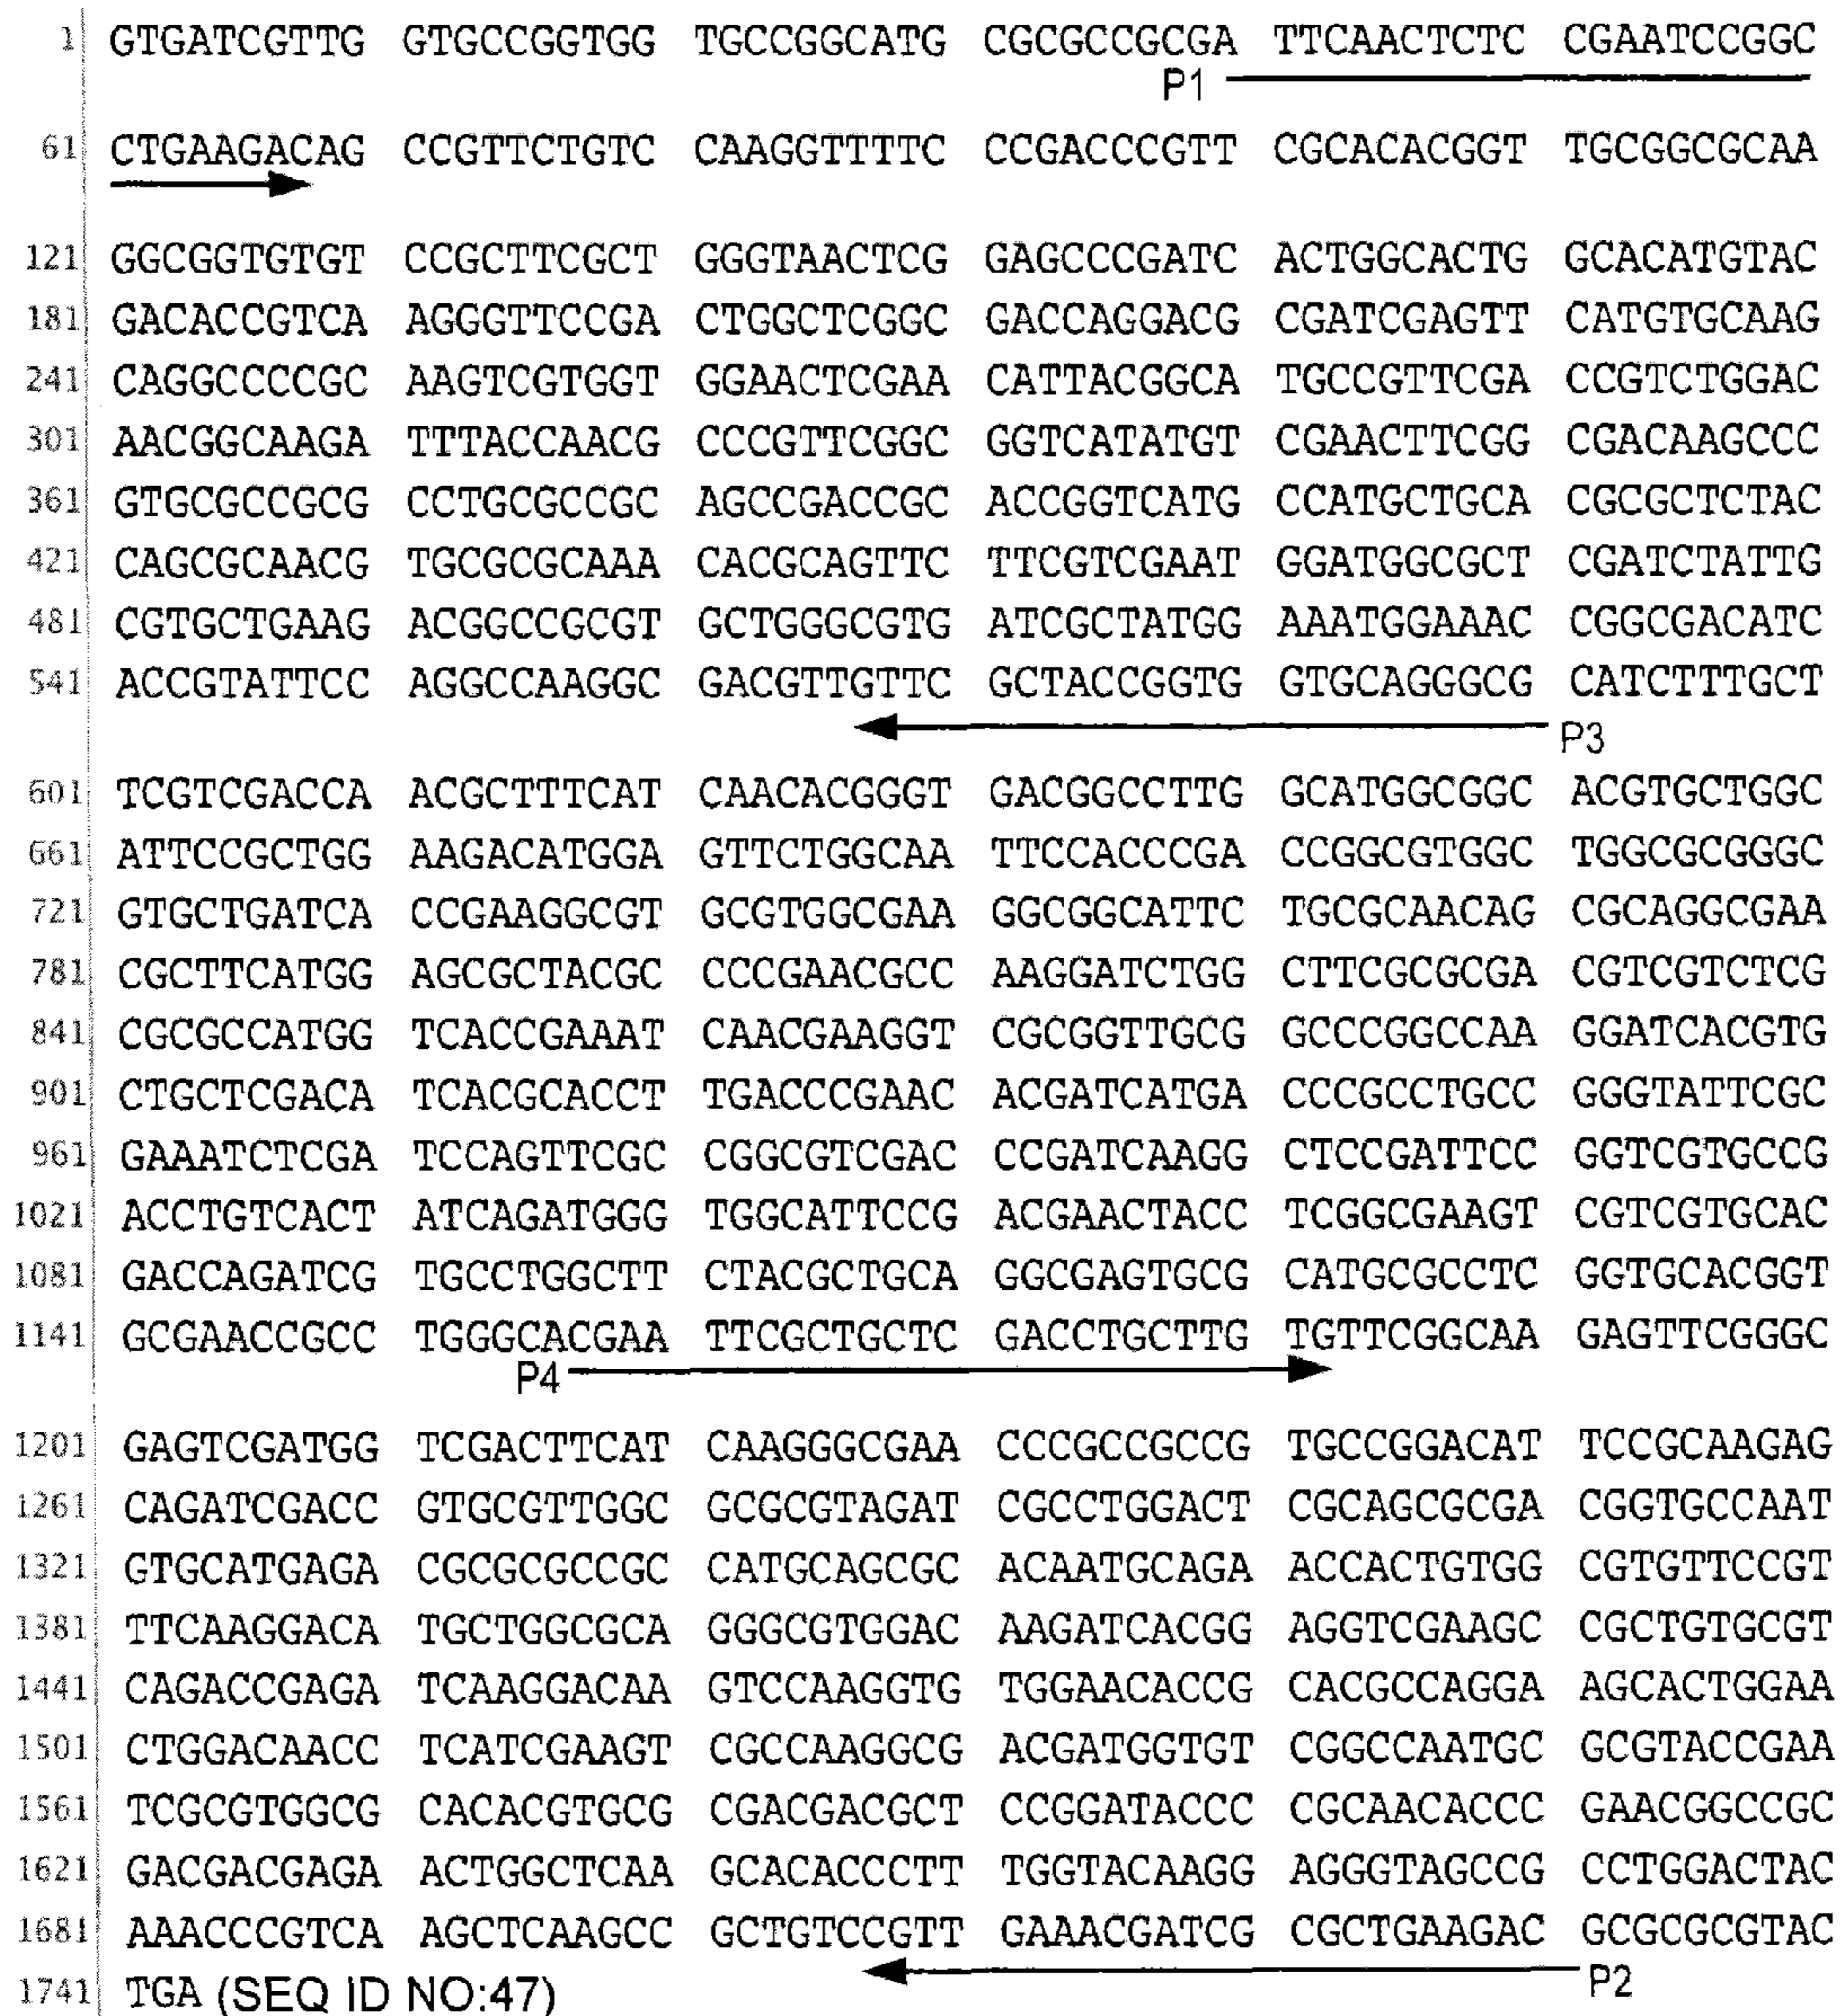 1 GTGATCGTTG GTGCCGGTGG TGCCGGCATG CGCGCCGCGA TTCAACTCTC CGAATCCGGC
P1
61 CTGAAGACAG CCGTTCTGTC CAAGGTTTTC CCGACCCGTT CGCACACGGT TGCGGCGCAA
121 GGCGGTGTGT CCGCTTCGCT GGGTAACTCG GAGCCCGATC ACTGGCACTG GCACATGTAC
181 GACACCGTCA AGGGTTCCGA CTGGCTCGGC GACCAGGACG CGATCGAGTT CATGTGCAAG
241 CAGGCCCCGC AAGTCGTGGT GGAACTCGAA CATTACGGCA TGCCGTTCGA CCGTCTGGAC
301 AACGGCAAGA TTTACCAACG CCCGTTCGGC GGTCATATGT CGAACTTCGG CGACAAGCCC
361 GTGCGCCGCG CCTGCGCCGC AGCCGACCGC ACCGGTCATG CCATGCTGCA CGCGCTCTAC
421 CAGCGCAACG TGCGCGCAAA CACGCAGTTC TTCGTCGAAT GGATGGCGCT CGATCTATTG
481 CGTGCTGAAG ACGGCCGCGT GCTGGGCGTG ATCGCTATGG AAATGGAAAC CGGCGACATC
541 ACCGTATTCC AGGCCAAGGC GACGTTGTTC GCTACCGGTG GTGCAGGGCG CATCTTTGCT
P3
601 TCGTCGACCA ACGCTTTCAT CAACACGGGT GACGGCCTTG GCATGGCGGC ACGTGCTGGC
661 ATTCCGCTGG AAGACATGGA GTTCTGGCAA TTCCACCCGA CCGGCGTGGC TGGCGCGGGC
721 GTGCTGATCA CCGAAGGCGT GCGTGGCGAA GGCGGCATTC TGCGCAACAG CGCAGGCGAA
781 CGCTTCATGG AGCGCTACGC CCCGAACGCC AAGGATCTGG CTTCGCGCGA CGTCGTCTCG
841 CGCGCCATGG TCACCGAAAT CAACGAAGGT CGCGGTTGCG GCCCGGCCAA GGATCACGTG
901 CTGCTCGACA TCACGCACCT TGACCCGAAC ACGATCATGA CCCGCCTGCC GGGTATTCGC
961 GAAATCTCGA TCCAGTTCGC CGGCGTCGAC CCGATCAAGG CTCCGATTCC GGTCGTGCCG
1021 ACCTGTCACT ATCAGATGGG TGGCATTCCG ACGAACTACC TCGGCGAAGT CGTCGTGCAC
1081 GACCAGATCG TGCCTGGCTT CTACGCTGCA GGCGAGTGCG CATGCGCCTC GGTGCACGGT
1141 GCGAACCGCC TGGGCACGAA TTCGCTGCTC GACCTGCTTG TGTTCGGCAA GAGTTCGGGC
P4
1201 GAGTCGATGG TCGACTTCAT CAAGGGCGAA CCCGCCGCCG TGCCGGACAT TCCGCAAGAG
1261 CAGATCGACC GTGCGTTGGC GCGCGTAGAT CGCCTGGACT CGCAGCGCGA CGGTGCCAAT
1321 GTGCATGAGA CGCGCGCCGC CATGCAGCGC ACAATGCAGA ACCACTGTGG CGTGTTCCGT
1381 TTCAAGGACA TGCTGGCGCA GGGCGTGGAC AAGATCACGG AGGTCGAAGC CGCTGTGCGT
1441 CAGACCGAGA TCAAGGACAA GTCCAAGGTG TGGAACACCG CACGCCAGGA AGCACTGGAA
1501 CTGGACAACC TCATCGAAGT CGCCAAGGCG ACGATGGTGT CGGCCAATGC GCGTACCGAA
1561 TCGCGTGGCG CACACGTGCG CGACGACGCT CCGGATACCC CGCAACACCC GAACGGCCGC
1621 GACGACGAGA ACTGGCTCAA GCACACCCTT TGGTACAAGG AGGGTAGCCG CCTGGACTAC
1681 AAACCCGTCA AGCTCAAGCC GCTGTCCGTT GAAACGATCG CGCTGAAGAC GCGCGCGTAC
P2
1741 TGA (SEQ ID NO:47)